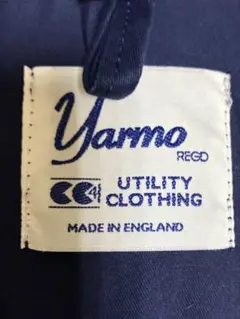 Yarmo
REGD
CC41 UTILITY
CLOTHING
MADE IN ENGLAND